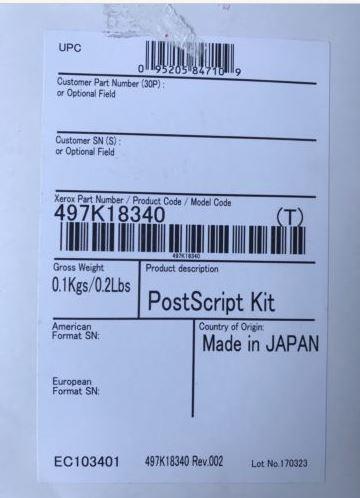 UPC
0 95205 84710 9
Customer Part Number (30P) :
or Optional Field
Customer SN (S) :
or Optional Field
Xerox Part Number / Product Code / Model Code
497K18340 (T)
497K18340
Gross Weight
0.1Kgs/0.2Lbs
Product description
PostScript Kit
American
Format SN:
Country of Origin:
Made in JAPAN
European
Format SN:
EC103401 497K18340 Rev.002 Lot No.170323